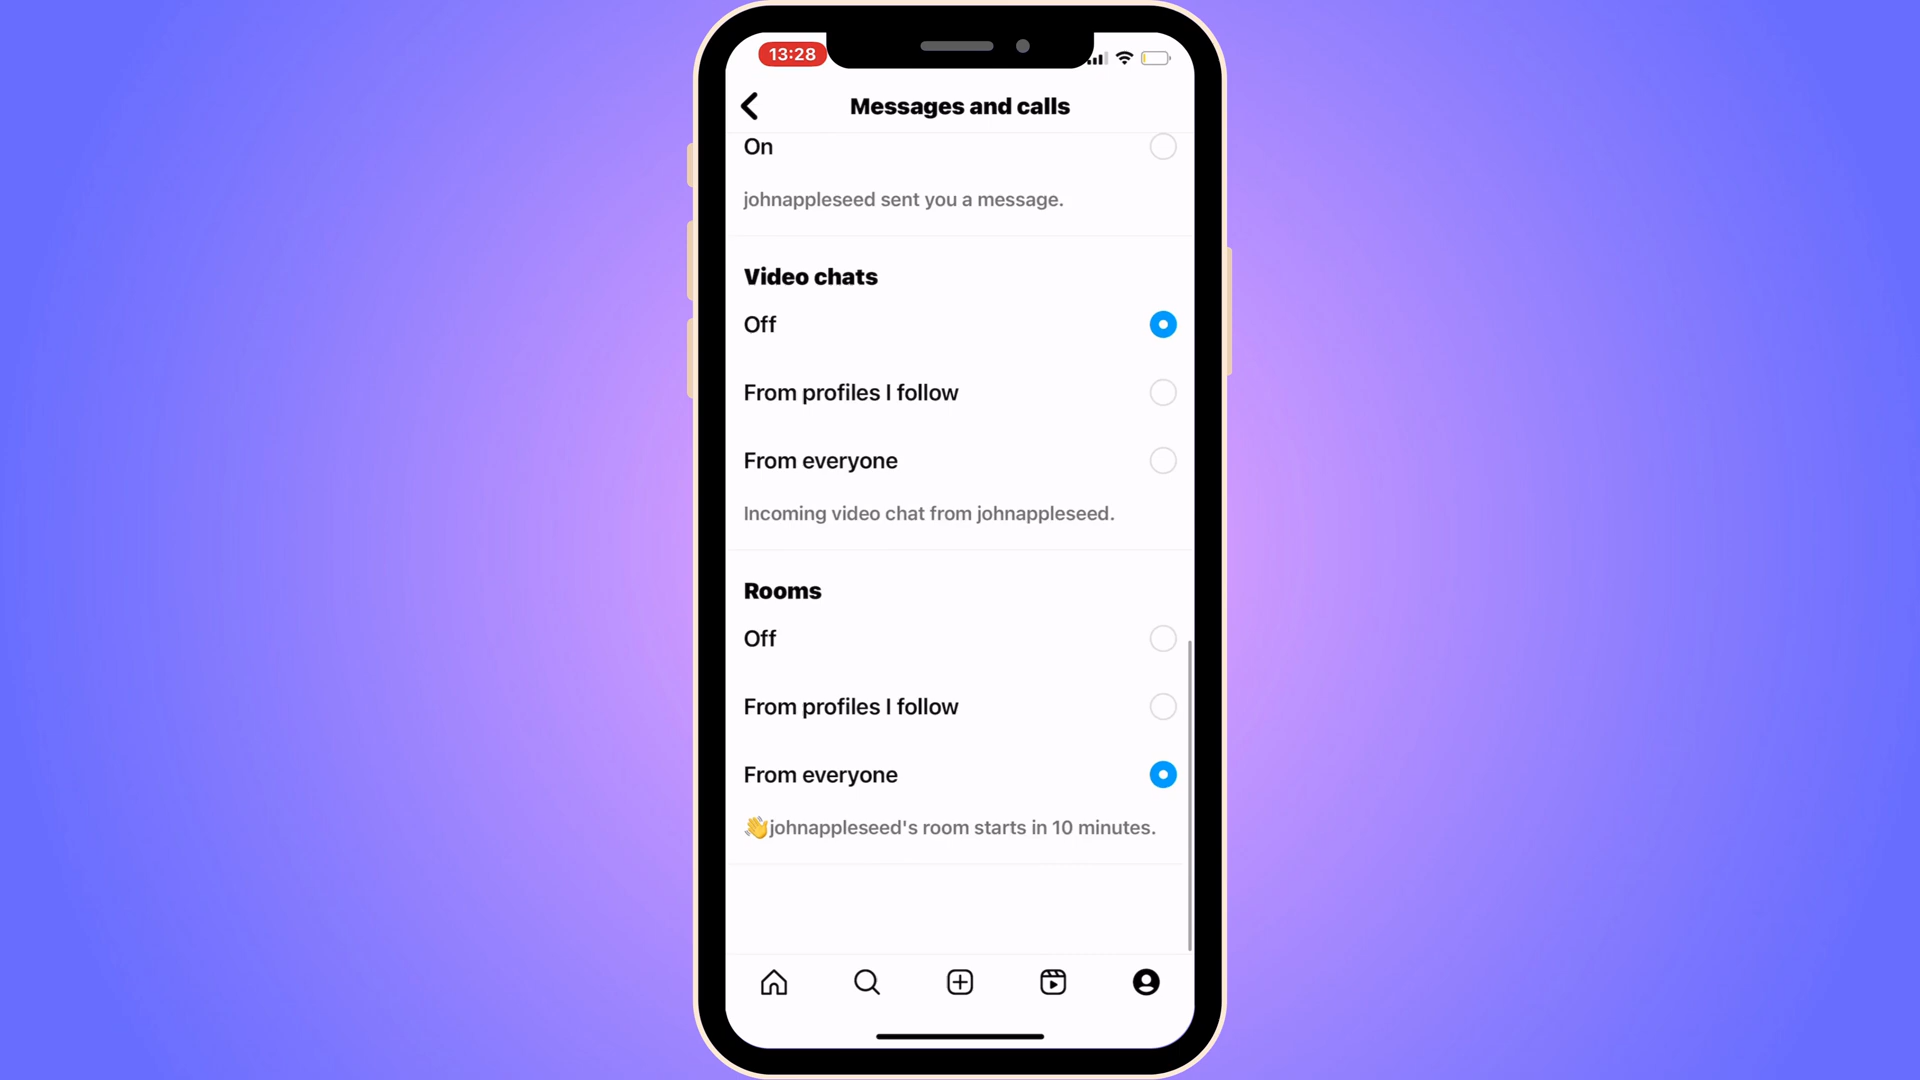 13:28
Messages and calls
On
johnappleseed sent you a message.
Video chats
Off
From profiles I follow
From everyone
Incoming video chat from johnappleseed.
Rooms
Off
From profiles I follow
From everyone
👋johnappleseed's room starts in 10 minutes.